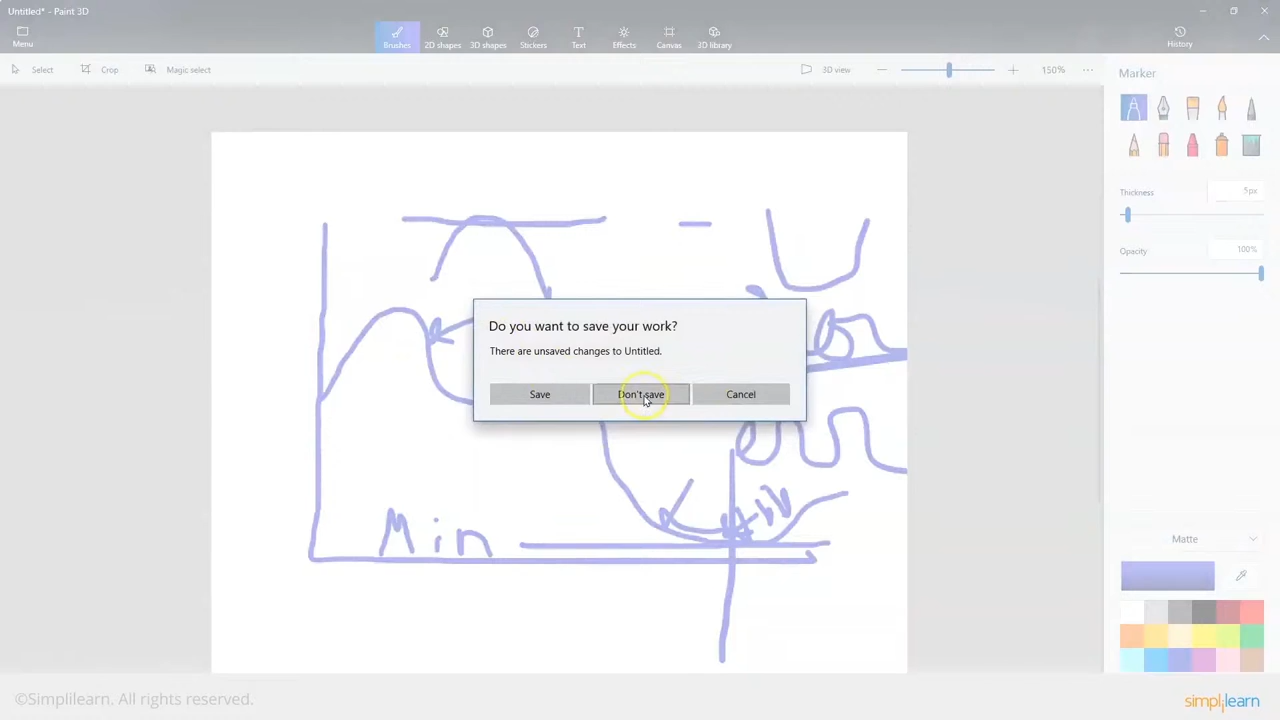 Untitled* - Paint 3D
Menu
Brushes
2D shapes
3D shapes
Stickers
Text
Effects
Canvas
3D library
History
Select
Crop
Magic select
3D view
150%
Marker
Thickness
5px
Opacity
100%
Do you want to save your work?
There are unsaved changes to Untitled.
Save
Don't save
Cancel
Min
Matte
©Simplilearn. All rights reserved.
simplilearn